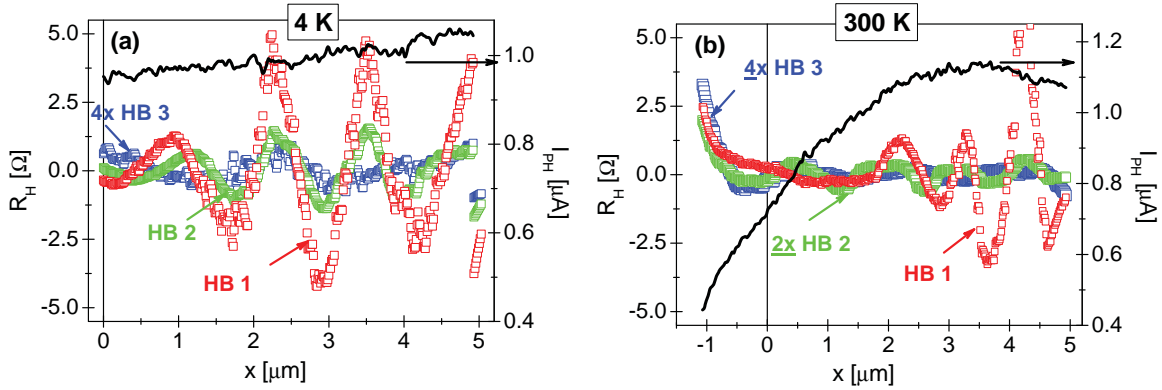 4 K
(a)
5.0
2.5
0.0
-2.5
-5.0
R_H [Ω]
4x HB 3
HB 2
HB 1
1.0
0.8
0.6
0.4
I_PH [µA]
0 1 2 3 4 5
x [µm]
300 K
(b)
5.0
2.5
0.0
-2.5
-5.0
R_H [Ω]
4x HB 3
2x HB 2
HB 1
1.2
1.0
0.8
0.6
0.4
I_PH [µA]
-1 0 1 2 3 4 5
x [µm]